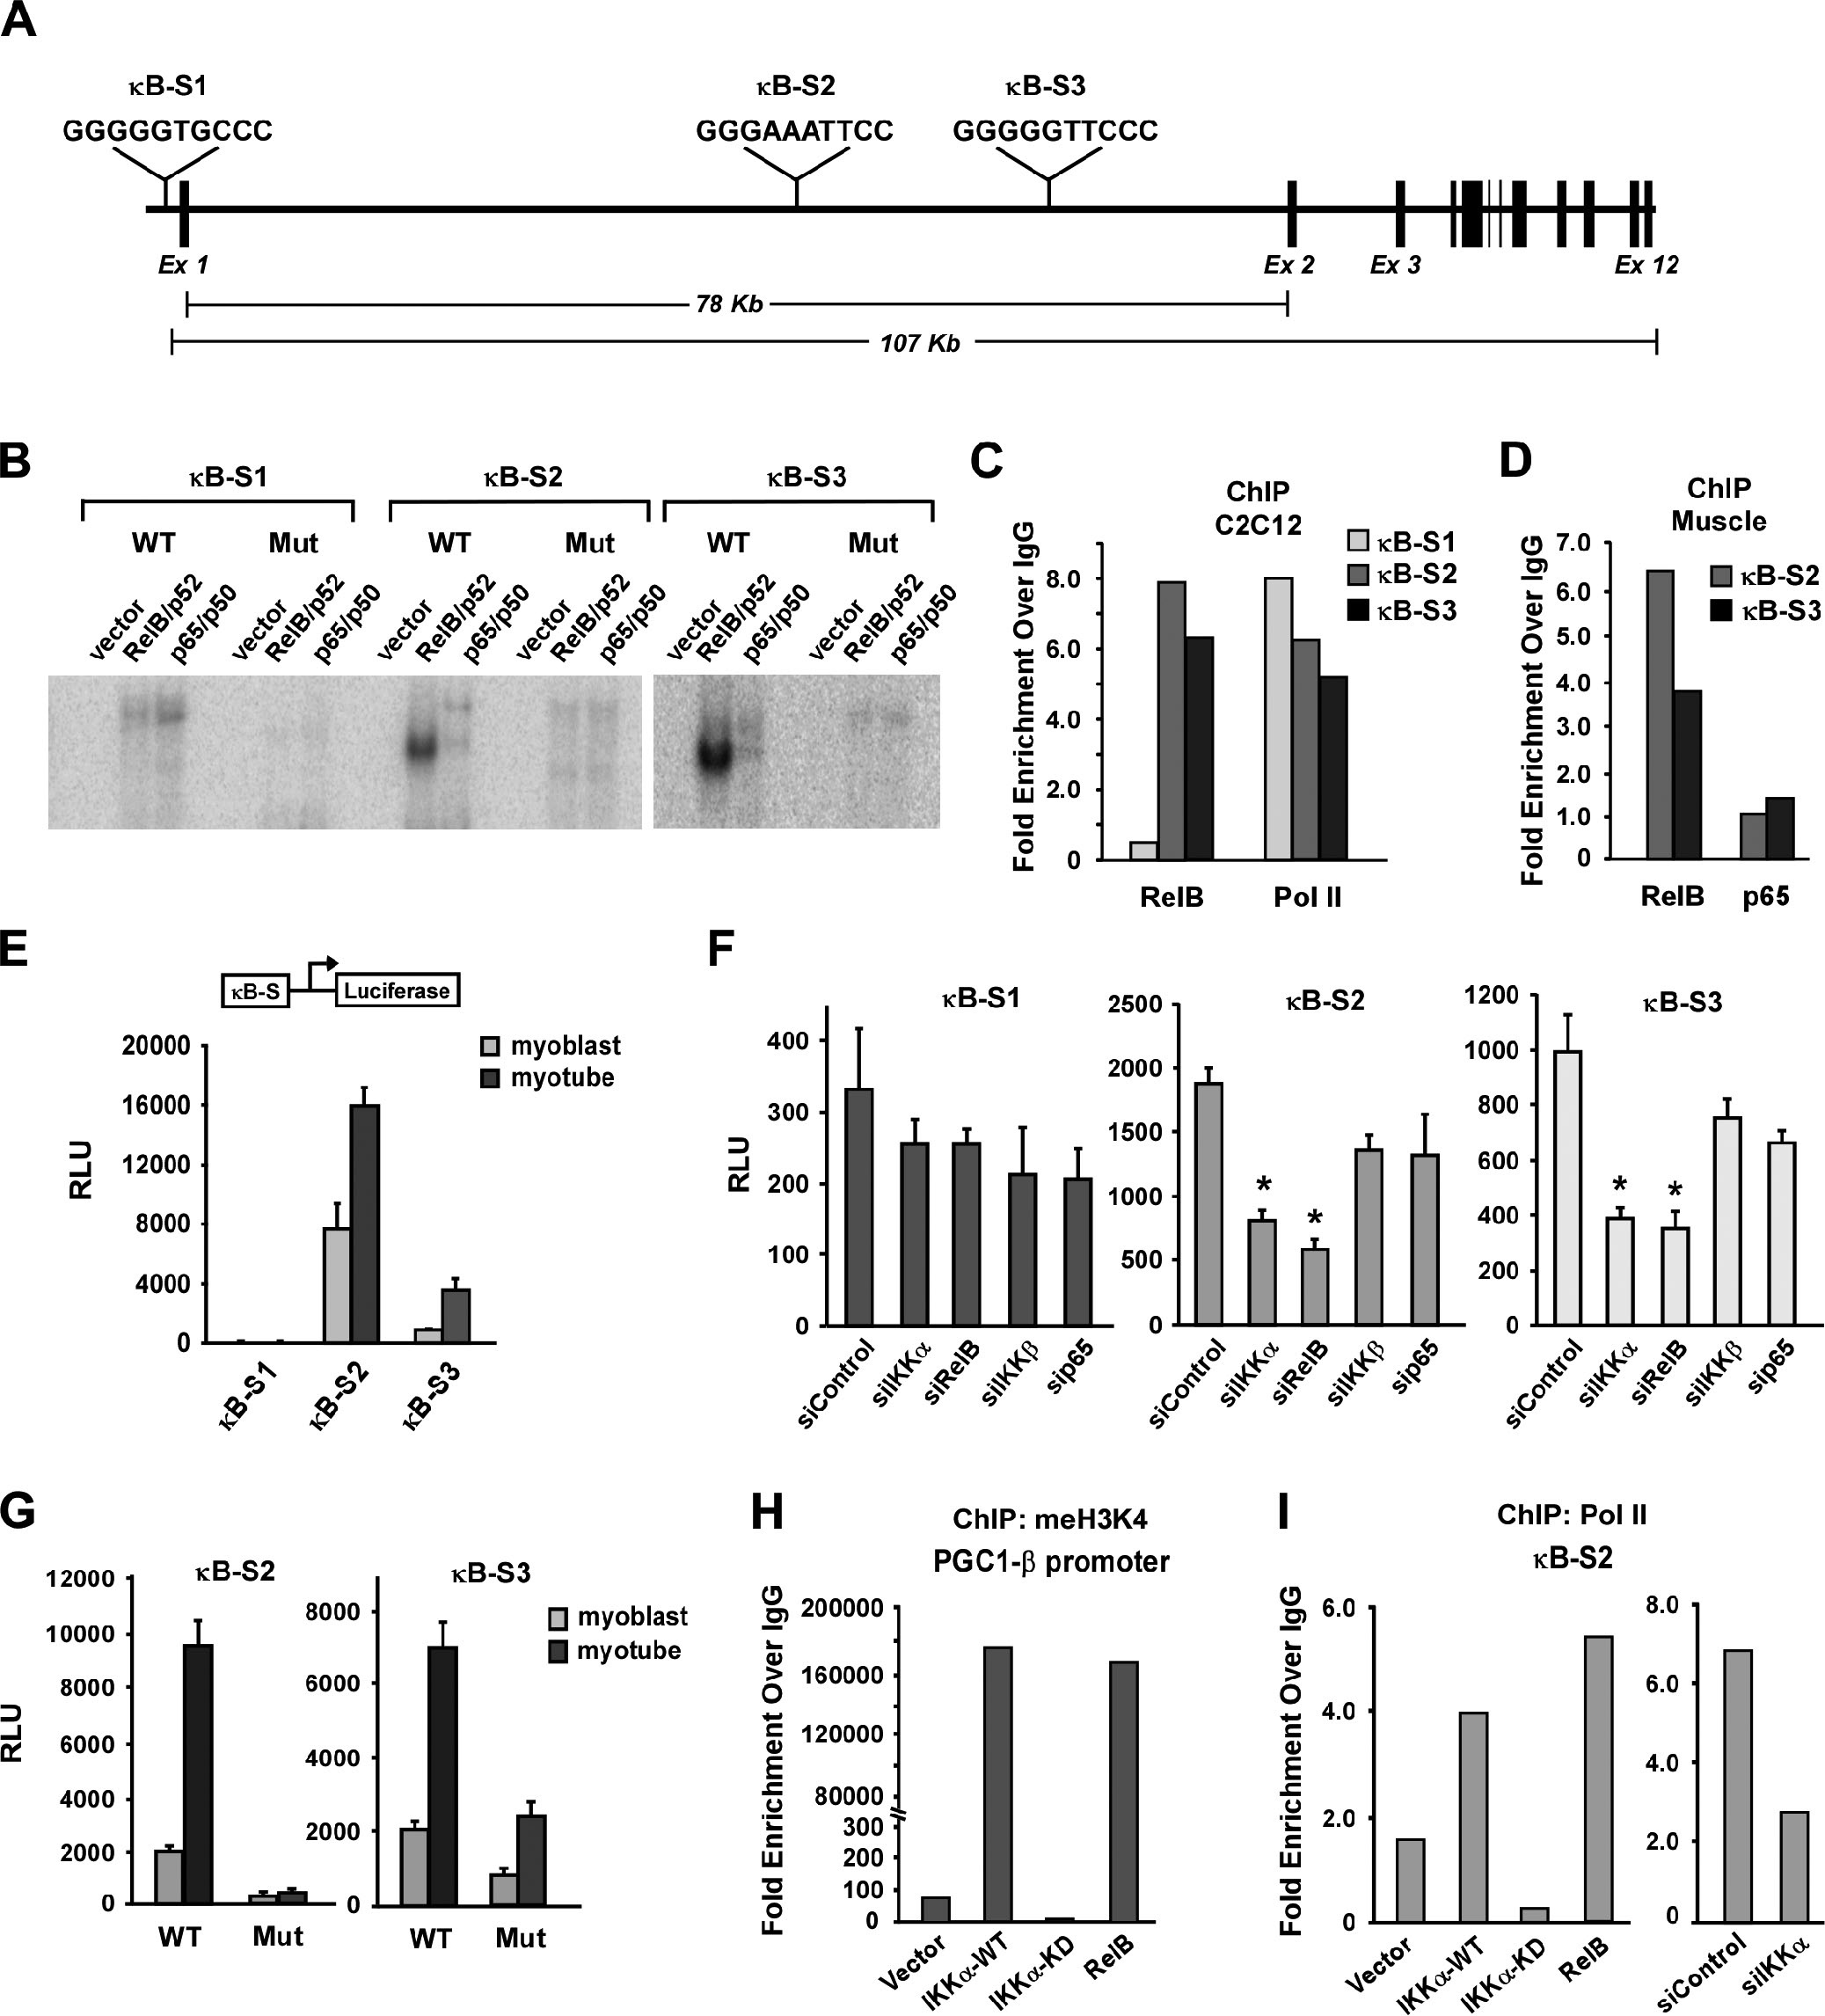 A
κB-S1 κB-S2 κB-S3
GGGGGTGCCC GGGAAATTCC GGGGGTTCCC
Ex 1 Ex 2 Ex 3 Ex 12
78 Kb
107 Kb
B
κB-S1 κB-S2 κB-S3
WT Mut WT Mut WT Mut
vector RelB/p52 p65/p50 vector RelB/p52 p65/p50 vector RelB/p52 p65/p50 vector RelB/p52 p65/p50 vector RelB/p52 p65/p50 vector RelB/p52 p65/p50
C
ChIP
C2C12
Fold Enrichment Over IgG
8.0
6.0
4.0
2.0
0
κB-S1
κB-S2
κB-S3
RelB Pol II
D
ChIP
Muscle
Fold Enrichment Over IgG
7.0
6.0
5.0
4.0
3.0
2.0
1.0
0
κB-S2
κB-S3
RelB p65
E
κB-S Luciferase
RLU
20000
16000
12000
8000
4000
0
myoblast
myotube
κB-S1 κB-S2 κB-S3
F
κB-S1
RLU
400
300
200
100
0
siControl siIKKα siRelB siIKKβ sip65
κB-S2
2500
2000
1500
1000
500
0
* *
siControl siIKKα siRelB siIKKβ sip65
κB-S3
1200
1000
800
600
400
200
0
* *
siControl siIKKα siRelB siIKKβ sip65
G
κB-S2
RLU
12000
10000
8000
6000
4000
2000
0
WT Mut
κB-S3
8000
6000
4000
2000
0
myoblast
myotube
WT Mut
H
ChIP: meH3K4
PGC1-β promoter
Fold Enrichment Over IgG
200000
160000
120000
80000
300
200
100
0
Vector IKKα-WT IKKα-KD RelB
I
ChIP: Pol II
κB-S2
Fold Enrichment Over IgG
6.0
4.0
2.0
0
Vector IKKα-WT IKKα-KD RelB
8.0
6.0
4.0
2.0
0
siControl siIKKα